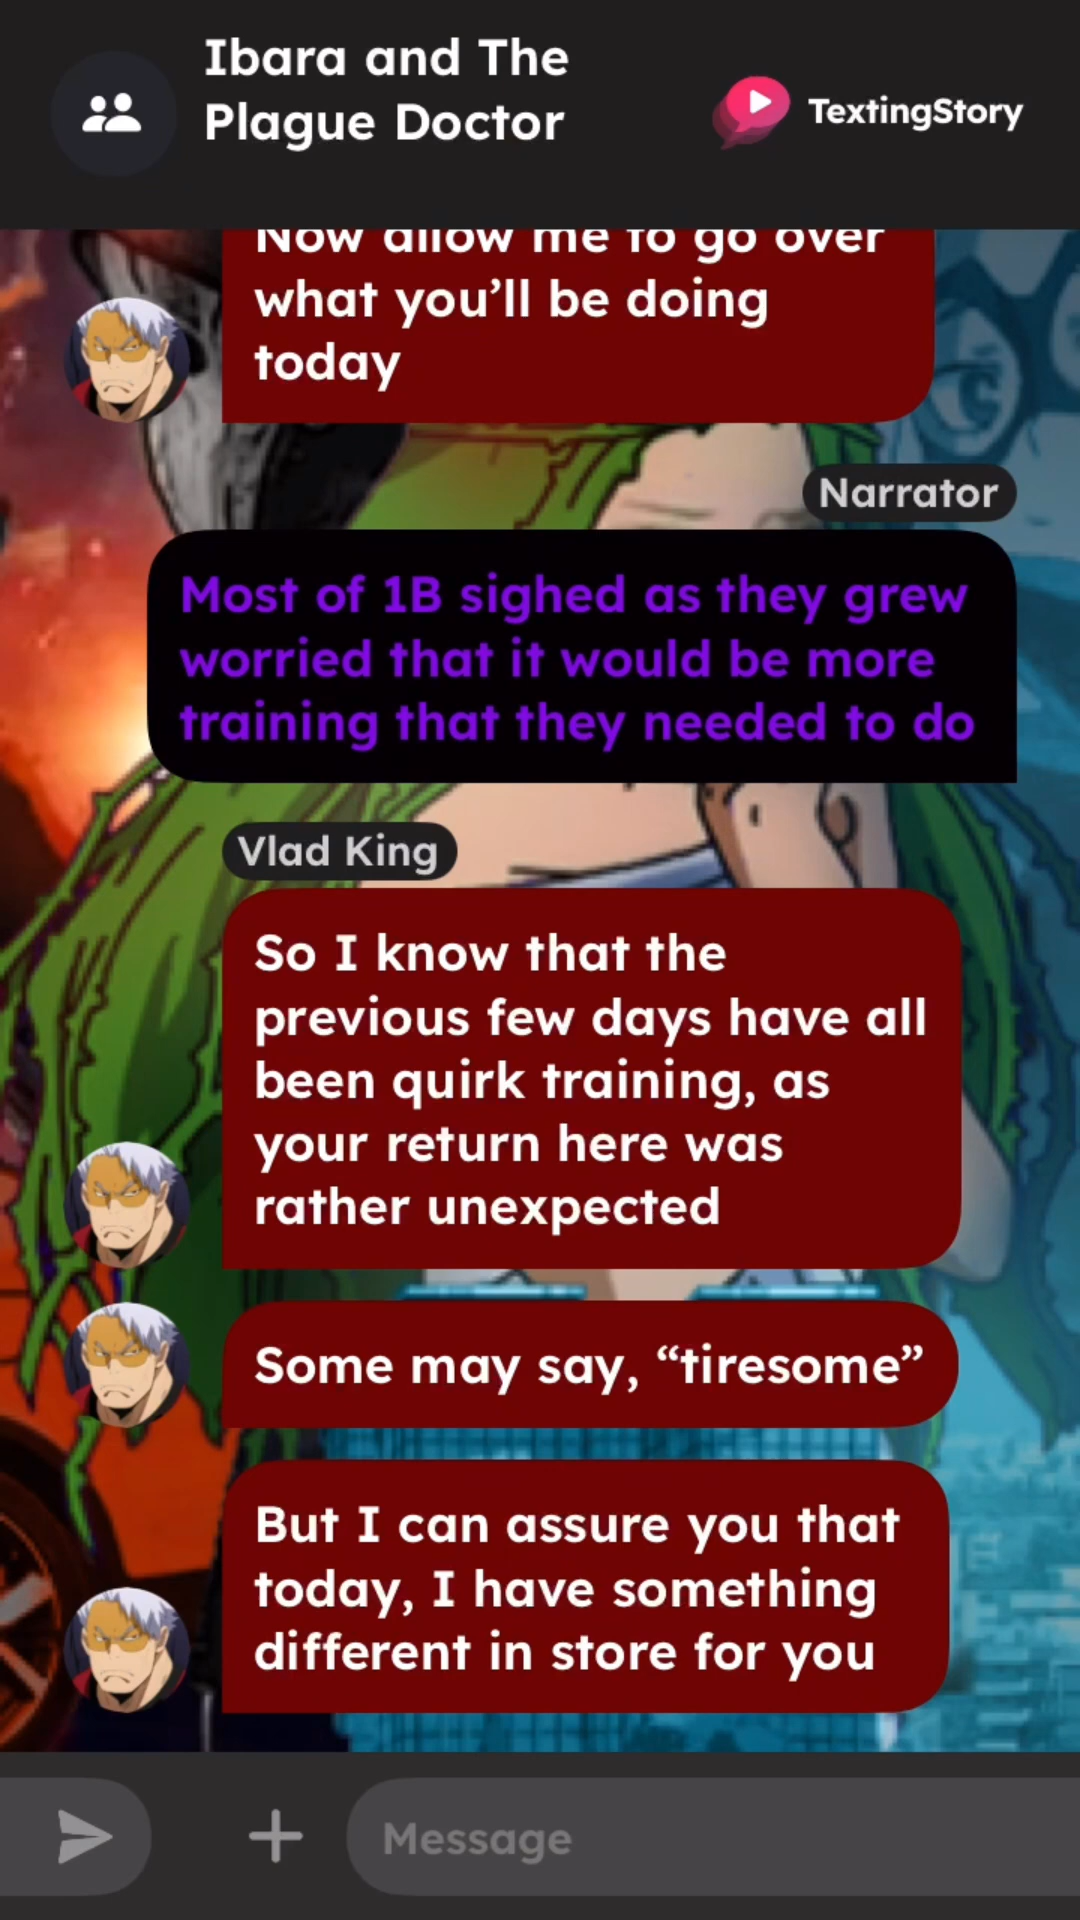 Ibara and The
Plague Doctor
TextingStory
Now allow me to go over
what you’ll be doing
today
Narrator
Most of 1B sighed as they grew
worried that it would be more
training that they needed to do
Vlad King
So I know that the
previous few days have all
been quirk training, as
your return here was
rather unexpected
Some may say, “tiresome”
But I can assure you that
today, I have something
different in store for you
Message